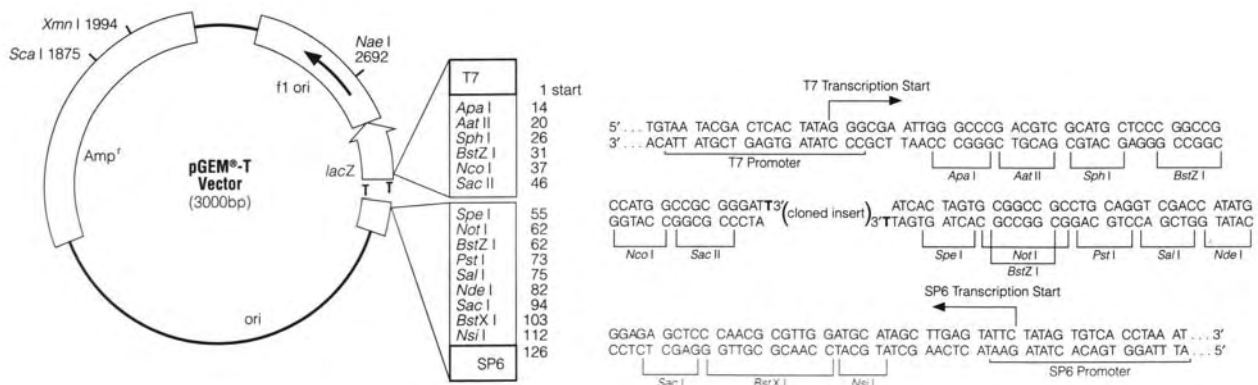 Xmn I 1994
Sca I 1875
Nae I
2692
f1 ori
Ampʳ
pGEM®-T
Vector
(3000bp)
lacZ
T T
ori
T7
1 start
Apa I 14
Aat II 20
Sph I 26
BstZ I 31
Nco I 37
Sac II 46
Spe I 55
Not I 62
BstZ I 62
Pst I 73
Sal I 75
Nde I 82
Sac I 94
BstX I 103
Nsi I 112
126
SP6
T7 Transcription Start
5′ . . . TGTAA TACGA CTCAC TATAG GGCGA ATTGG GCCCG ACGTC GCATG CTCCC GGCCG
3′ . . . ACATT ATGCT GAGTG ATATC CCGCT TAACC CGGGC TGCAG CGTAC GAGGG CCGGC
T7 Promoter
Apa I Aat II Sph I BstZ I
CCATGG CCGCG GGATT3′ (cloned insert) ATCAC TAGTG CGGCC GCCTG CAGGT CGACC ATATG
GGTACC GGCGC CCTA 3′TTAGTG ATCAC GCCGG CGGAC GTCCA GCTGG TATAC
Nco I Sac II Spe I Not I Pst I Sal I Nde I
BstZ I
SP6 Transcription Start
GGAGA GCTCC CAACG CGTTG GATGC ATAGC TTGAG TATTC TATAG TGTCA CCTAA AT . . . 3′
CCTCT CGAGG GTTGC GCAAC CTACG TATCG AACTC ATAAG ATATC ACAGT GGATT TA . . . 5′
Sac I BstX I Nsi I SP6 Promoter